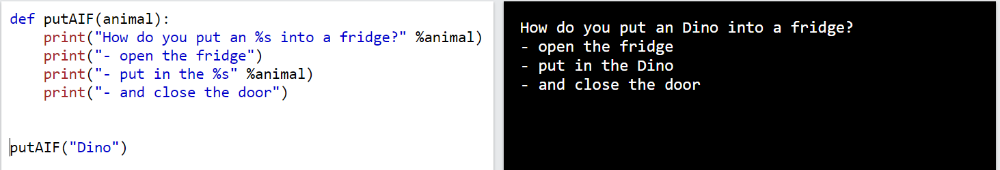 def putAIF(animal):
    print("How do you put an %s into a fridge?" %animal)
    print("- open the fridge")
    print("- put in the %s" %animal)
    print("- and close the door")
putAIF("Dino")
How do you put an Dino into a fridge?
- open the fridge
- put in the Dino
- and close the door